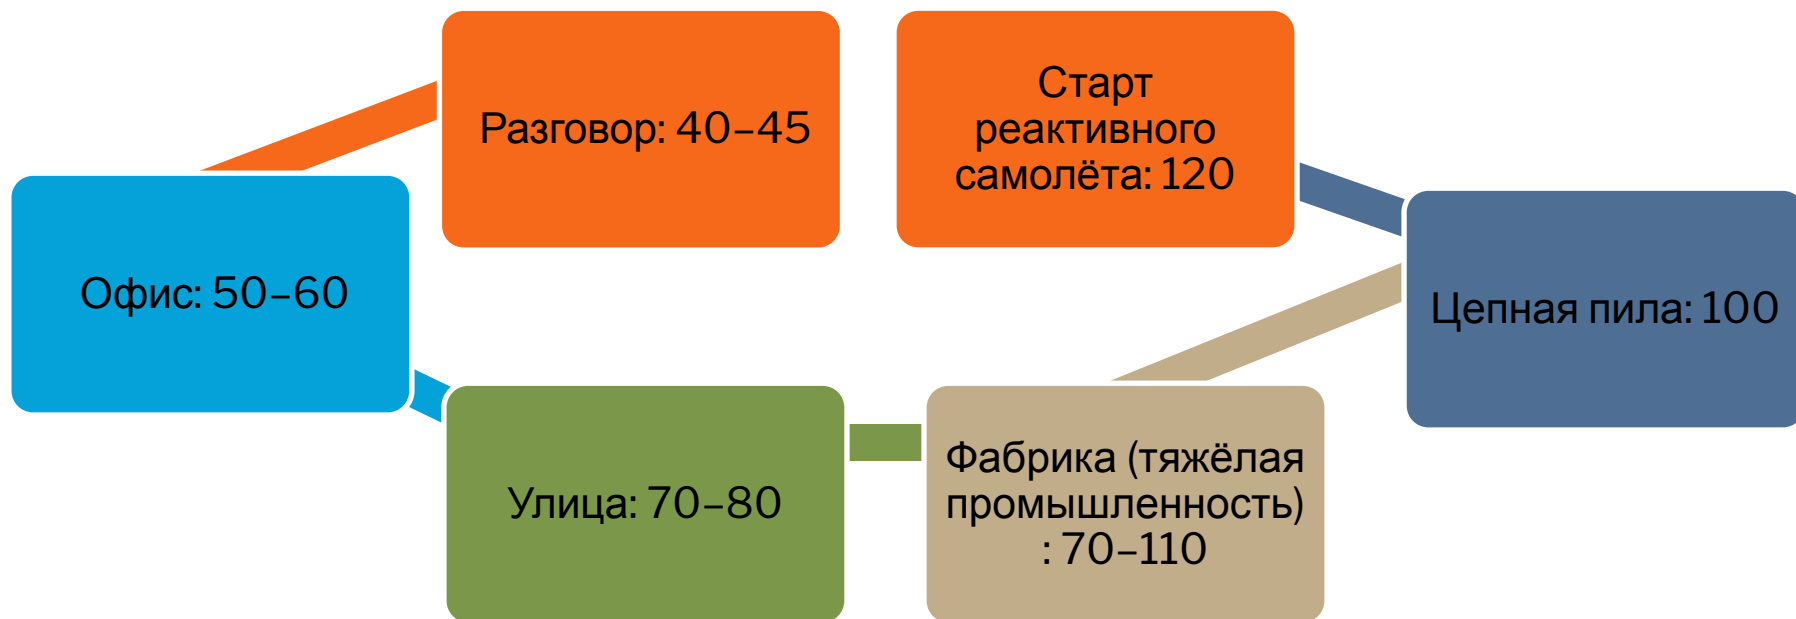 Разговор: 40–45
Старт
реактивного
самолёта: 120
Офис: 50–60
Цепная пила: 100
Улица: 70–80
Фабрика (тяжёлая
промышленность)
: 70–110